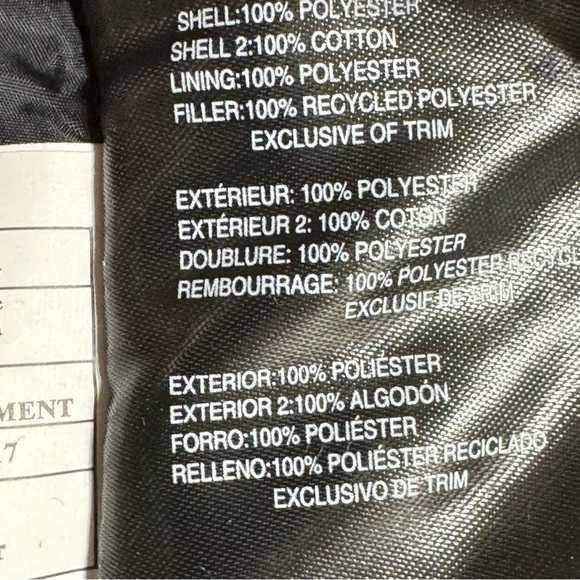 SHELL:100% POLYESTER
SHELL 2:100% COTTON
LINING:100% POLYESTER
FILLER:100% RECYCLED POLYESTER
EXCLUSIVE OF TRIM
EXTÉRIEUR: 100% POLYESTER
EXTÉRIEUR 2: 100% COTON
DOUBLURE: 100% POLYESTER
REMBOURRAGE: 100% POLYESTER RECYCLÉ
EXCLUSIF DE TRIM
EXTERIOR:100% POLIÉSTER
EXTERIOR 2:100% ALGODÓN
FORRO:100% POLIÉSTER
RELLENO:100% POLIÉSTER RECICLADO
EXCLUSIVO DE TRIM
MENT
17